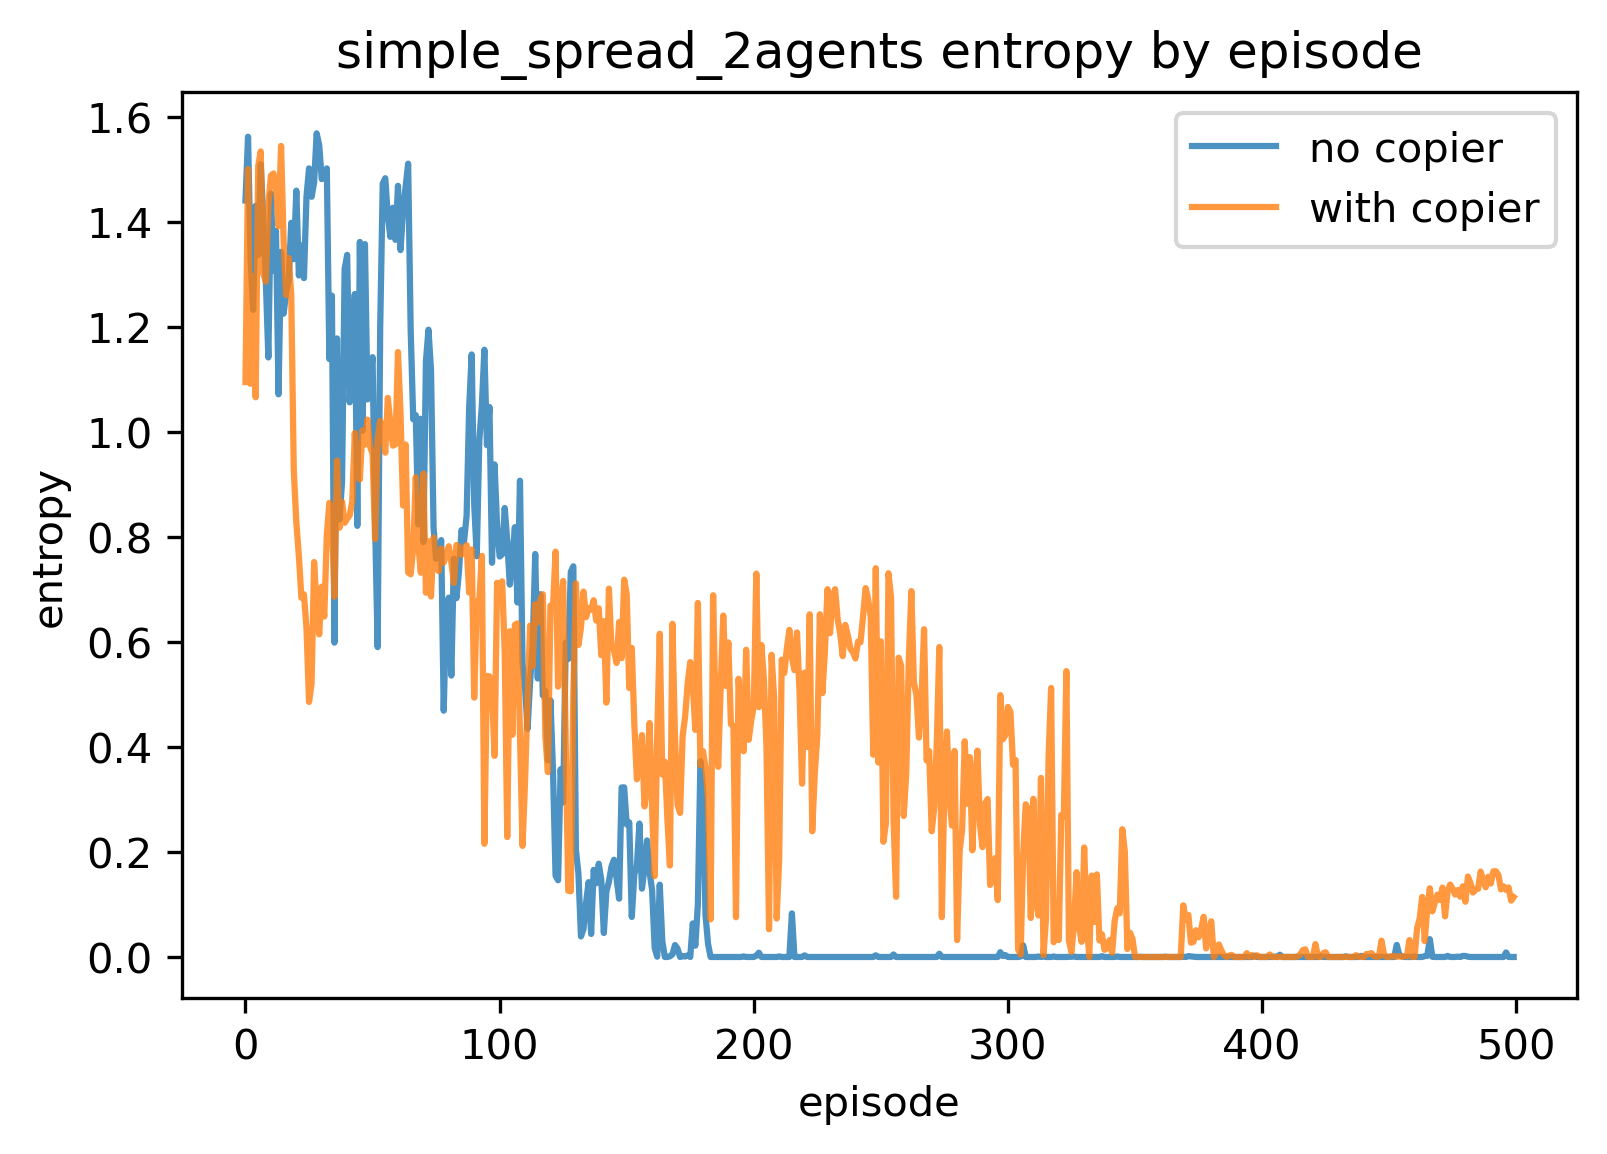 simple_spread_2agents entropy by episode
no copier
with copier
1.6
1.4
1.2
1.0
0.8
0.6
0.4
0.2
0.0
entropy
0 100 200 300 400 500
episode